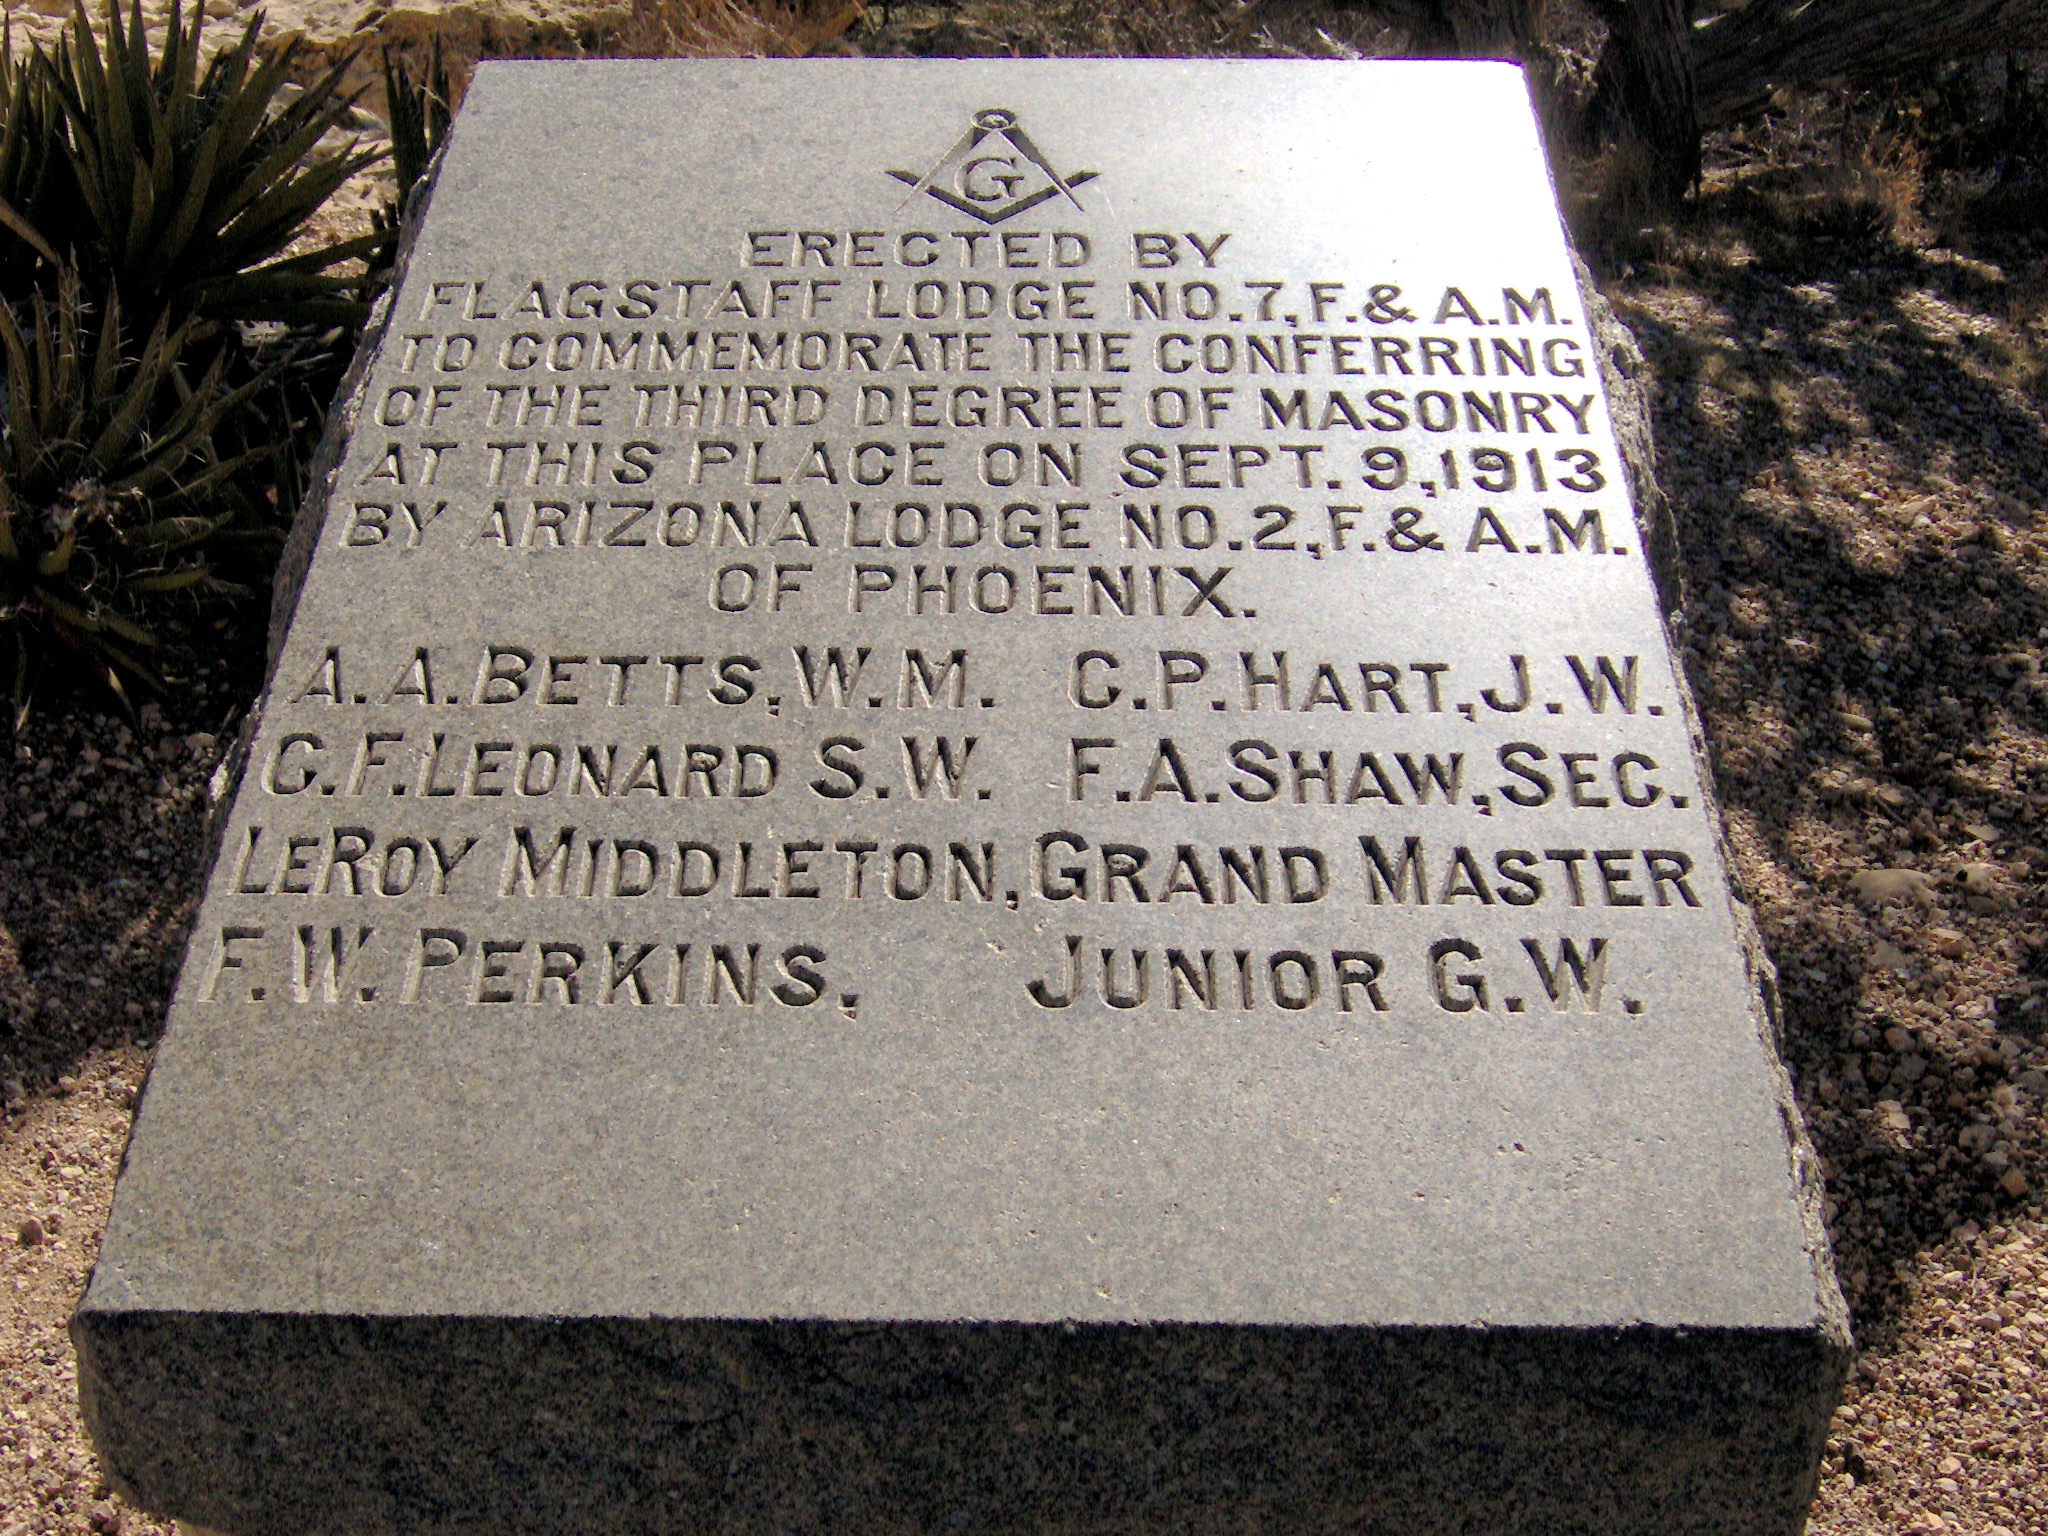 G
ERECTED BY
FLAGSTAFF LODGE NO. 7, F. & A.M.
TO COMMEMORATE THE CONFERRING
OF THE THIRD DEGREE OF MASONRY
AT THIS PLACE ON SEPT. 9, 1913
BY ARIZONA LODGE NO. 2, F. & A.M.
OF PHOENIX.
A. A. BETTS, W. M. C. P. HART, J. W.
C. F. LEONARD S. W. F. A. SHAW, SEC.
LEROY MIDDLETON, GRAND MASTER
F. W. PERKINS, JUNIOR G. W.